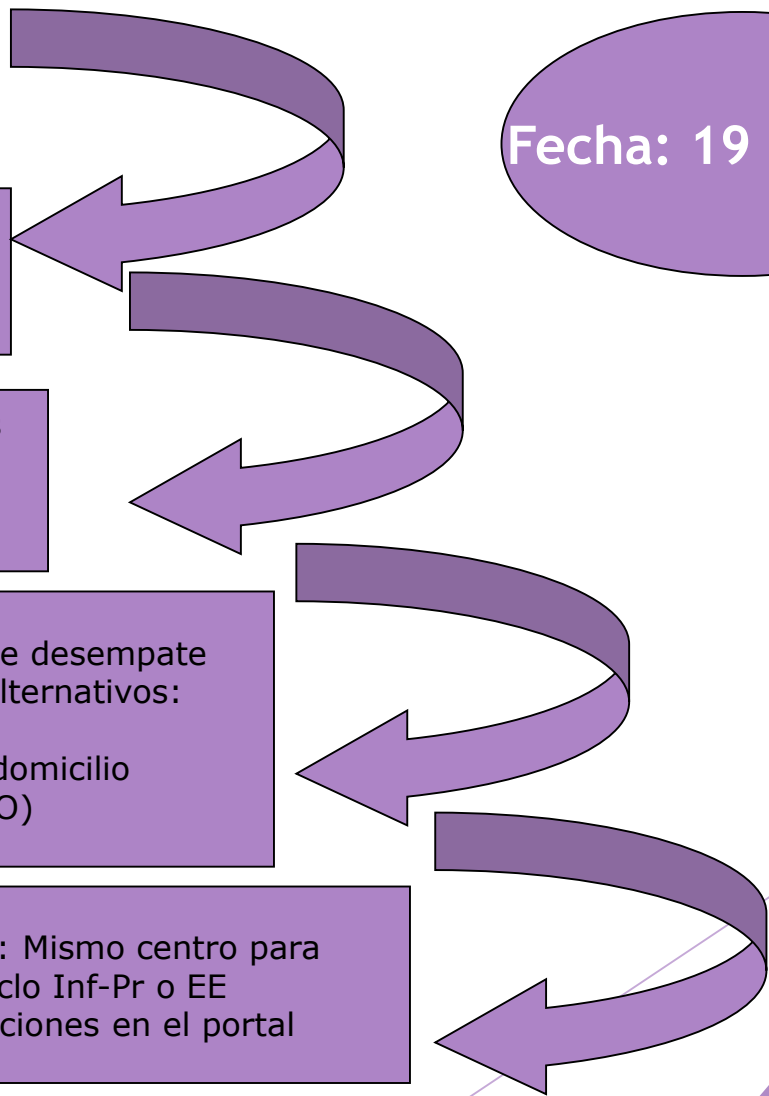 Fecha: 19
e desempate
lternativos:
domicilio
O)
: Mismo centro para
clo Inf-Pr o EE
ciones en el portal